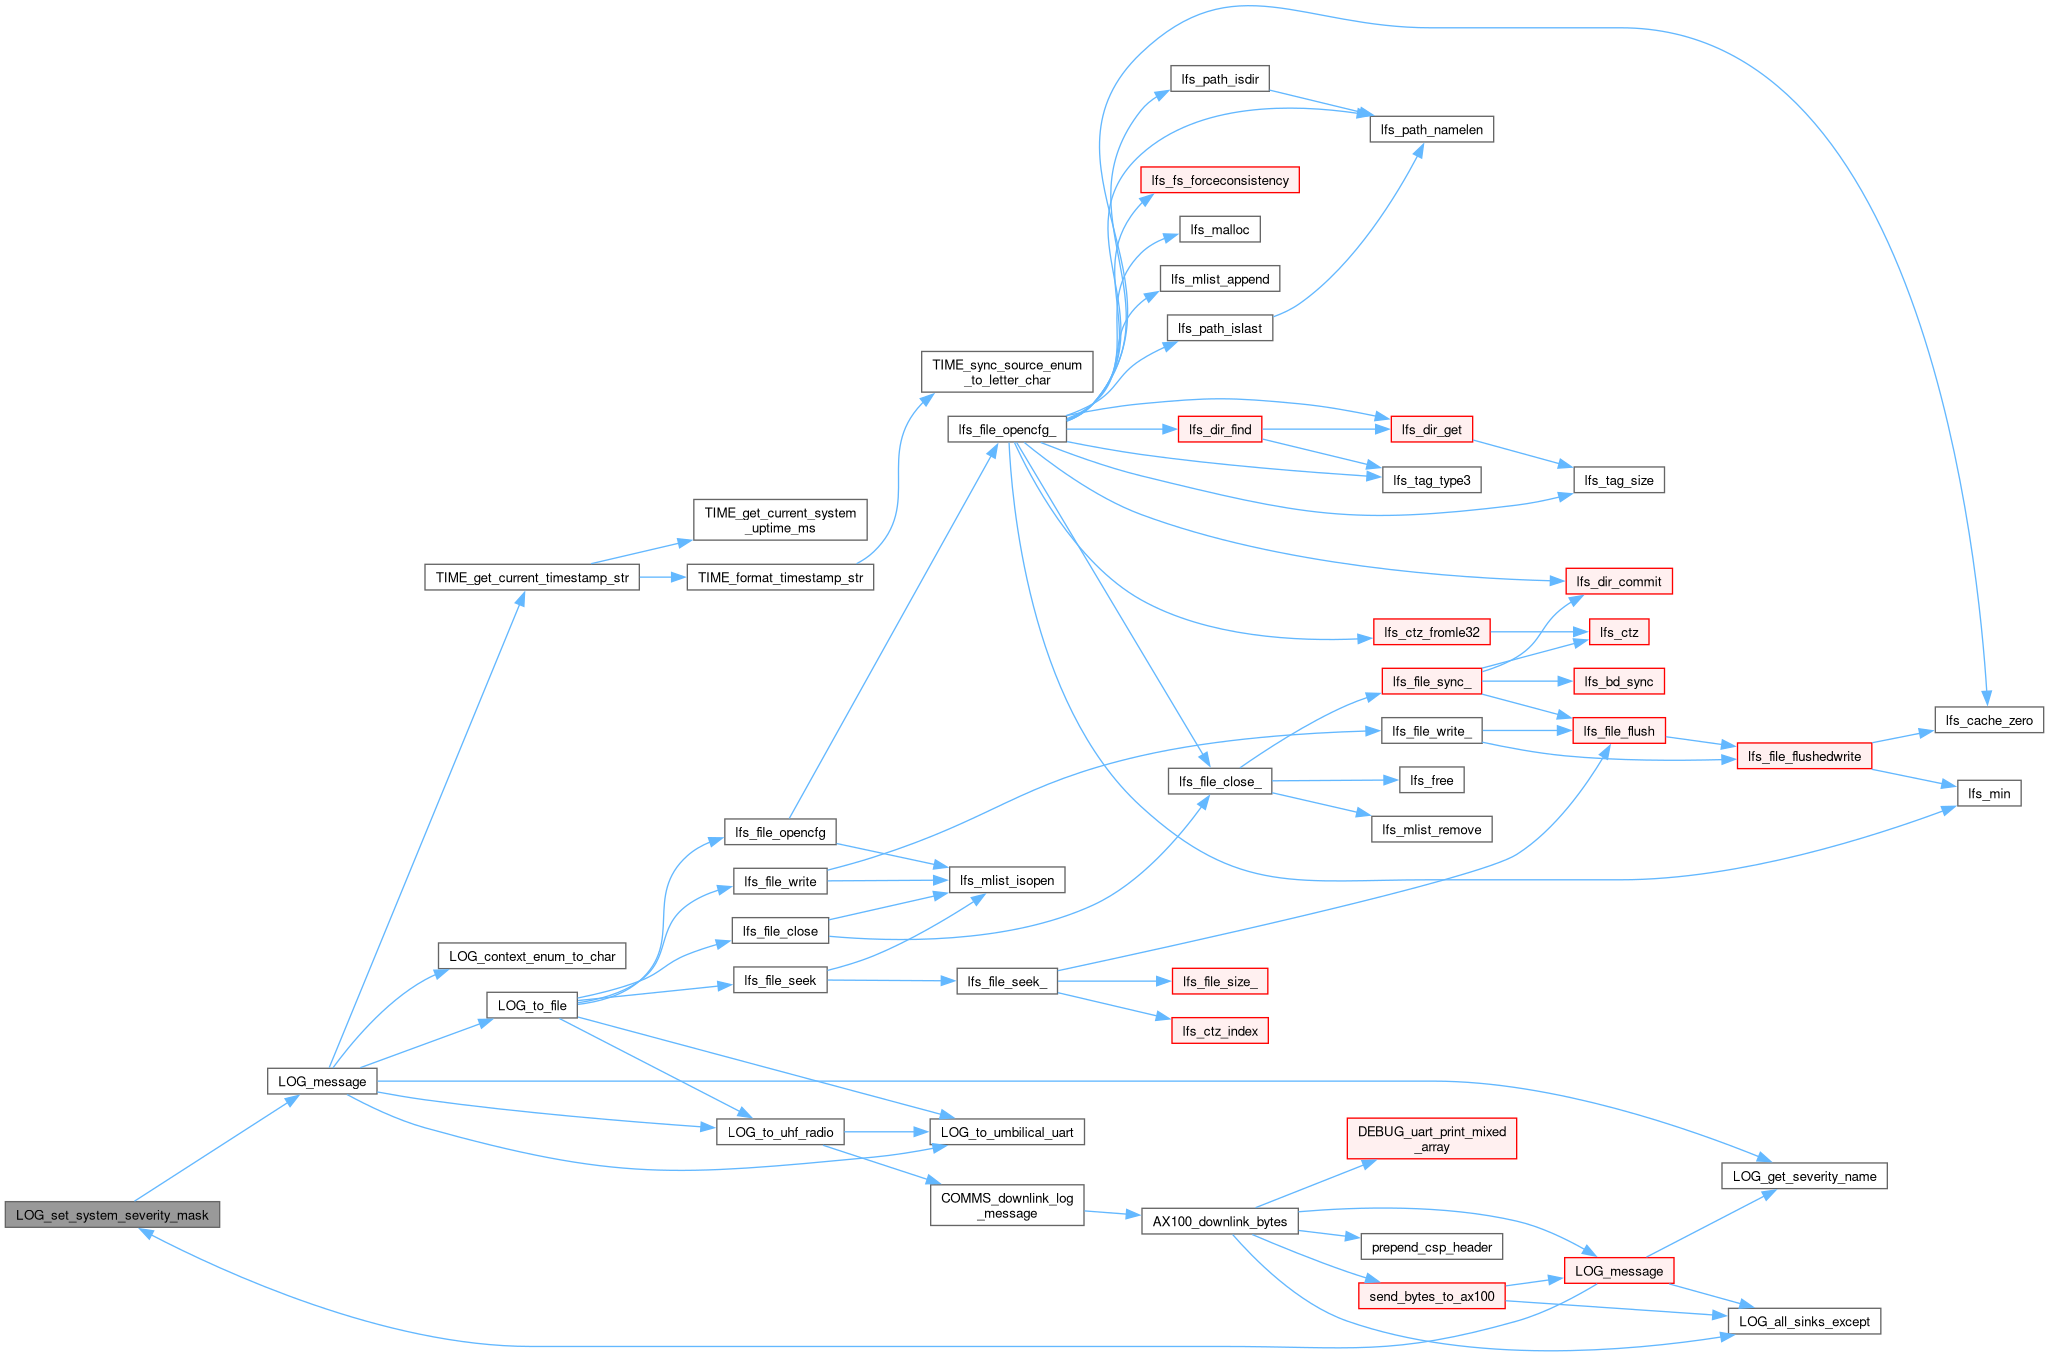 lfs_path_isdir
lfs_path_namelen
lfs_fs_forceconsistency
lfs_malloc
lfs_mlist_append
lfs_path_islast
TIME_sync_source_enum
_to_letter_char
lfs_file_opencfg_
lfs_dir_find
lfs_dir_get
lfs_tag_type3
lfs_tag_size
TIME_get_current_system
_uptime_ms
TIME_get_current_timestamp_str
TIME_format_timestamp_str
lfs_dir_commit
lfs_ctz_fromle32
lfs_ctz
lfs_file_sync_
lfs_bd_sync
lfs_cache_zero
lfs_file_write_
lfs_file_flush
lfs_file_flushedwrite
lfs_file_close_
lfs_free
lfs_min
lfs_file_opencfg
lfs_mlist_remove
lfs_file_write
lfs_mlist_isopen
lfs_file_close
LOG_context_enum_to_char
lfs_file_seek
lfs_file_seek_
lfs_file_size_
LOG_to_file
lfs_ctz_index
LOG_message
LOG_to_uhf_radio
LOG_to_umbilical_uart
DEBUG_uart_print_mixed
_array
LOG_get_severity_name
COMMS_downlink_log
_message
LOG_set_system_severity_mask
AX100_downlink_bytes
prepend_csp_header
LOG_message
send_bytes_to_ax100
LOG_all_sinks_except